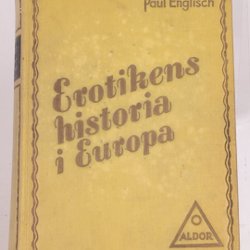 Paul Englisch
Erotikens
historia
i Europa
ALDOR